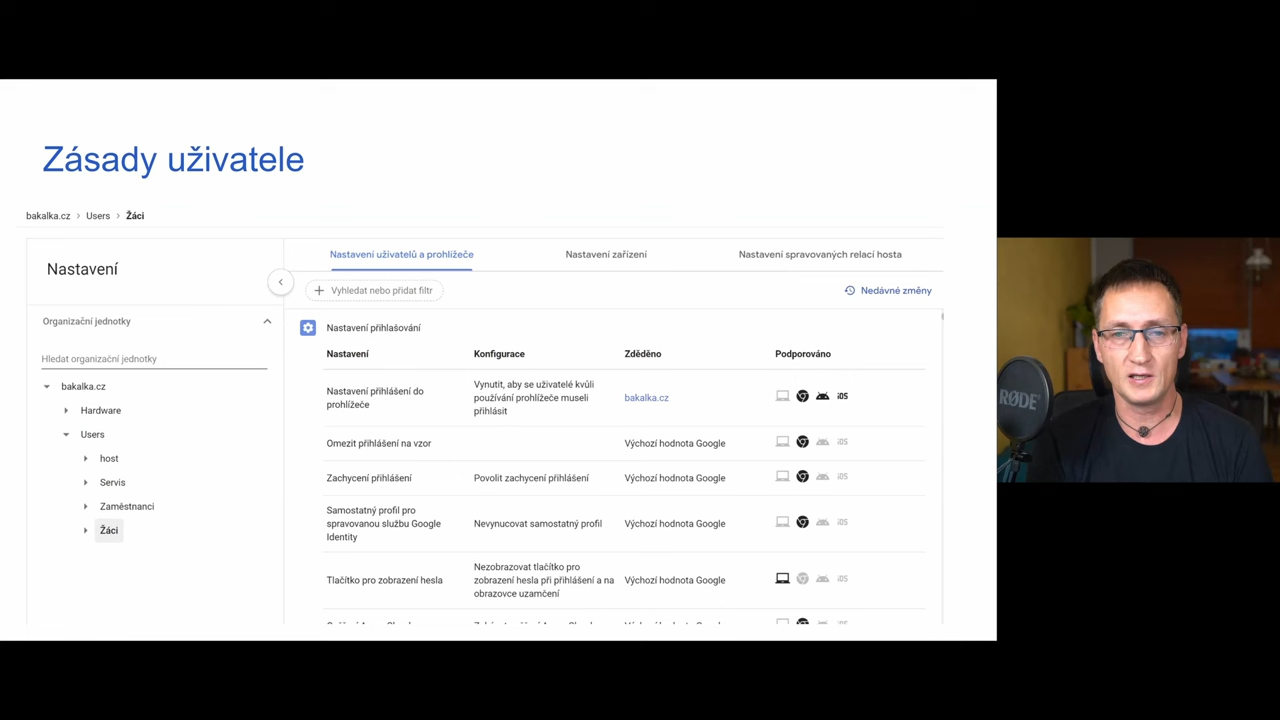 Zásady uživatele
bakalka.cz > Users > Žáci
Nastavení
Organizační jednotky
Hledat organizační jednotky
bakalka.cz
Hardware
Users
host
Servis
Zaměstnanci
Žáci
Nastavení uživatelů a prohlížeče
Nastavení zařízení
Nastavení spravovaných relací hosta
Vyhledat nebo přidat filtr
Nedávné změny
Nastavení přihlašování
Nastavení Konfigurace Zděděno Podporováno
Nastavení přihlášení do
prohlížeče
Vynutit, aby se uživatelé kvůli
používání prohlížeče museli
přihlásit
bakalka.cz
iOS
Omezit přihlášení na vzor
Výchozí hodnota Google
iOS
Zachycení přihlášení
Povolit zachycení přihlášení
Výchozí hodnota Google
iOS
Samostatný profil pro
spravovanou službu Google
Identity
Nevynucovat samostatný profil
Výchozí hodnota Google
iOS
Tlačítko pro zobrazení hesla
Nezobrazovat tlačítko pro
zobrazení hesla při přihlášení a na
obrazovce uzamčení
Výchozí hodnota Google
iOS
RØDE